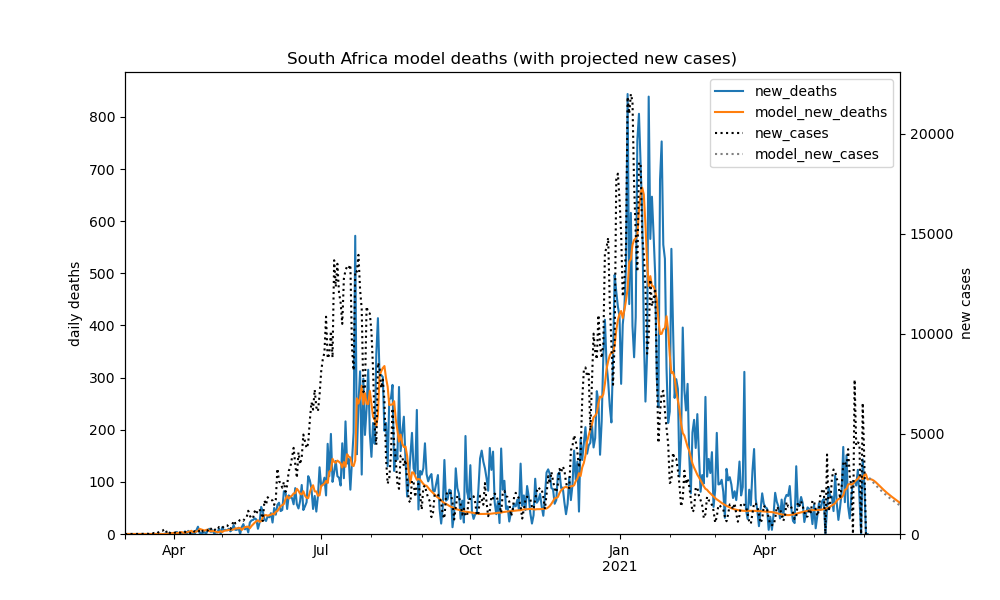 South Africa model deaths (with projected new cases)
new_deaths
model_new_deaths
new_cases
model_new_cases
daily deaths
800
700
600
500
400
300
200
100
0
20000
15000
10000
5000
0
new cases
Apr
Jul
Oct
Jan
2021
Apr